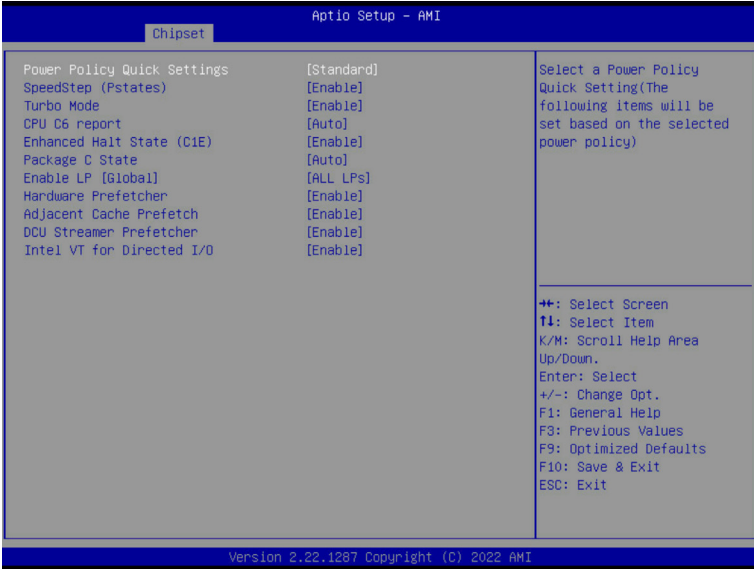 Aptio Setup – AMI
Chipset
Power Policy Quick Settings [Standard]
SpeedStep (Pstates) [Enable]
Turbo Mode [Enable]
CPU C6 report [Auto]
Enhanced Halt State (C1E) [Enable]
Package C State [Auto]
Enable LP [Global] [ALL LPs]
Hardware Prefetcher [Enable]
Adjacent Cache Prefetch [Enable]
DCU Streamer Prefetcher [Enable]
Intel VT for Directed I/O [Enable]
Select a Power Policy
Quick Setting(The
following items will be
set based on the selected
power policy)
→←: Select Screen
↑↓: Select Item
K/M: Scroll Help Area
Up/Down.
Enter: Select
+/-: Change Opt.
F1: General Help
F3: Previous Values
F9: Optimized Defaults
F10: Save & Exit
ESC: Exit
Version 2.22.1287 Copyright (C) 2022 AMI